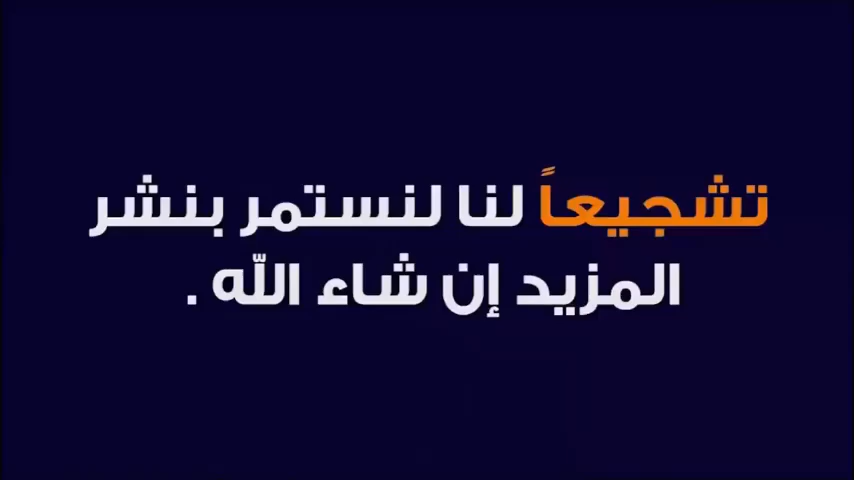 تشجيعاً لنا لنستمر بنشر
المزيد إن شاء الله .